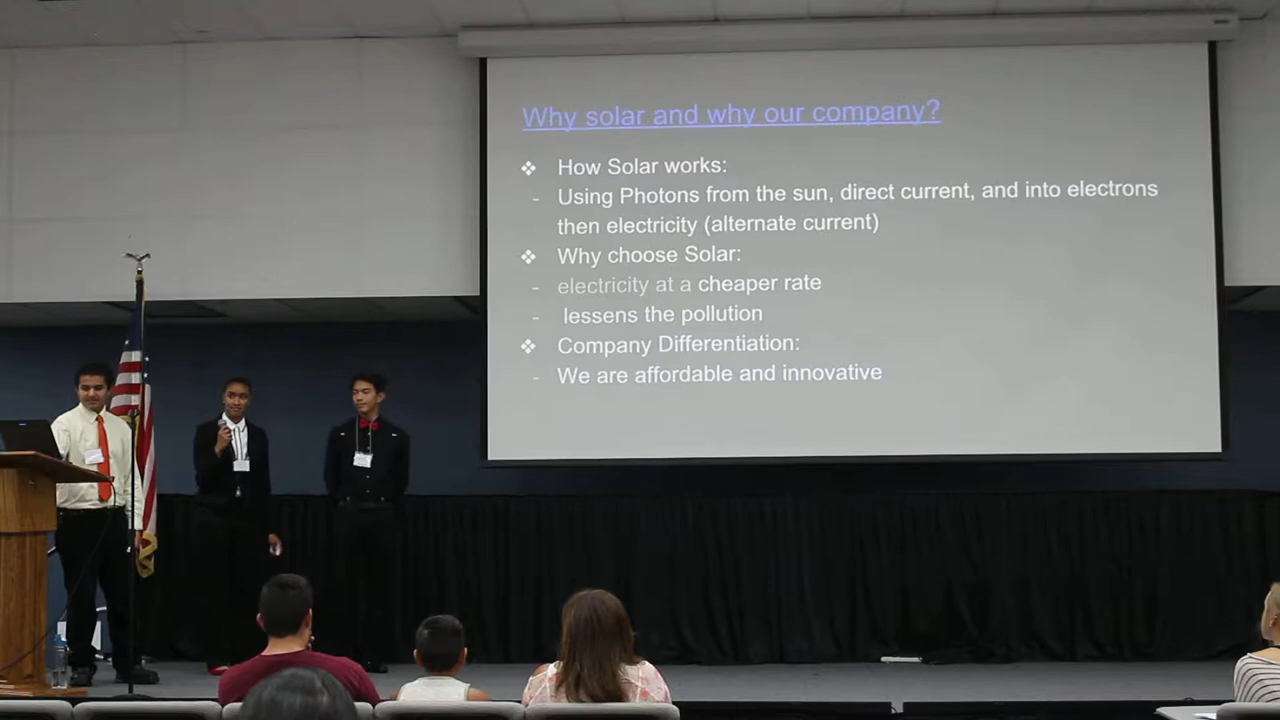 Why solar and why our company?
❖ How Solar works:
- Using Photons from the sun, direct current, and into electrons
then electricity (alternate current)
❖ Why choose Solar:
- electricity at a cheaper rate
- lessens the pollution
❖ Company Differentiation:
- We are affordable and innovative